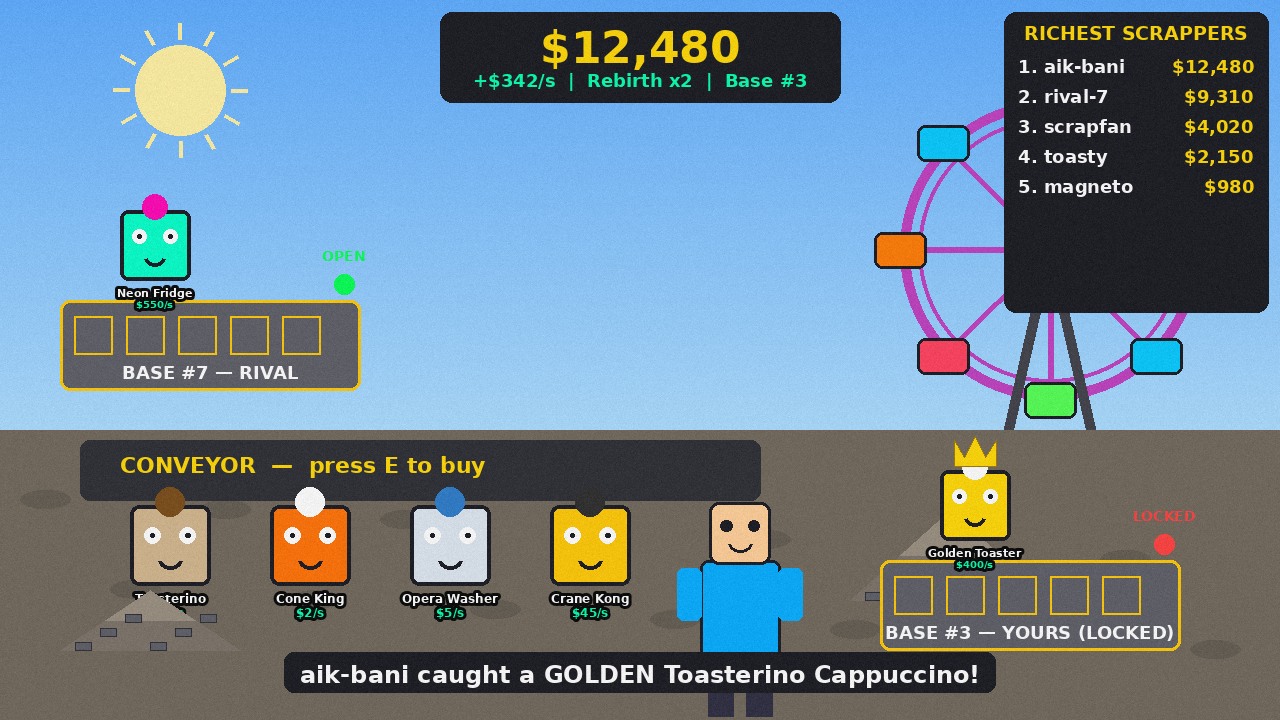 $12,480
+$342/s | Rebirth x2 | Base #3
RICHEST SCRAPPERS
1. aik-bani $12,480
2. rival-7 $9,310
3. scrapfan $4,020
4. toasty $2,150
5. magneto $980
OPEN
Neon Fridge
$550/s
BASE #7 — RIVAL
CONVEYOR — press E to buy
LOCKED
Golden Toaster
$400/s
Cone King
$2/s
Opera Washer
$5/s
Crane Kong
$45/s
BASE #3 — YOURS (LOCKED)
aik-bani caught a GOLDEN Toasterino Cappuccino!